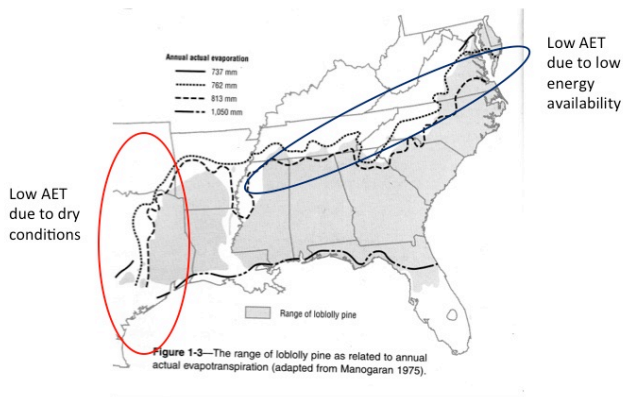 Low AET
due to low
energy
availability
Annual actual evaporation
737 mm
762 mm
813 mm
1,050 mm
Low AET
due to dry
conditions
Range of loblolly pine
Figure 1-3—The range of loblolly pine as related to annual
actual evapotranspiration (adapted from Manogaran 1975).